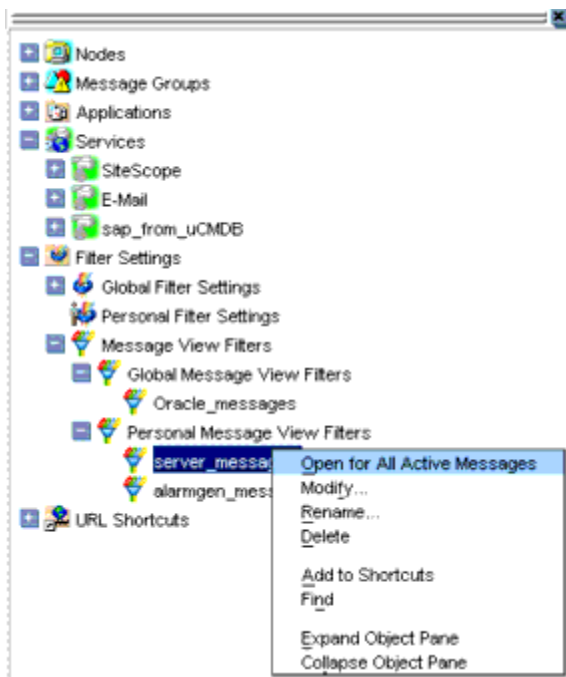 Nodes
Message Groups
Applications
Services
SiteScope
E-Mail
sap_from_uCMDB
Filter Settings
Global Filter Settings
Personal Filter Settings
Message View Filters
Global Message View Filters
Oracle_messages
Personal Message View Filters
server_messag
alarmgen_mess
URL Shortcuts
Open for All Active Messages
Modify...
Rename...
Delete
Add to Shortcuts
Find
Expand Object Pane
Collapse Object Pane